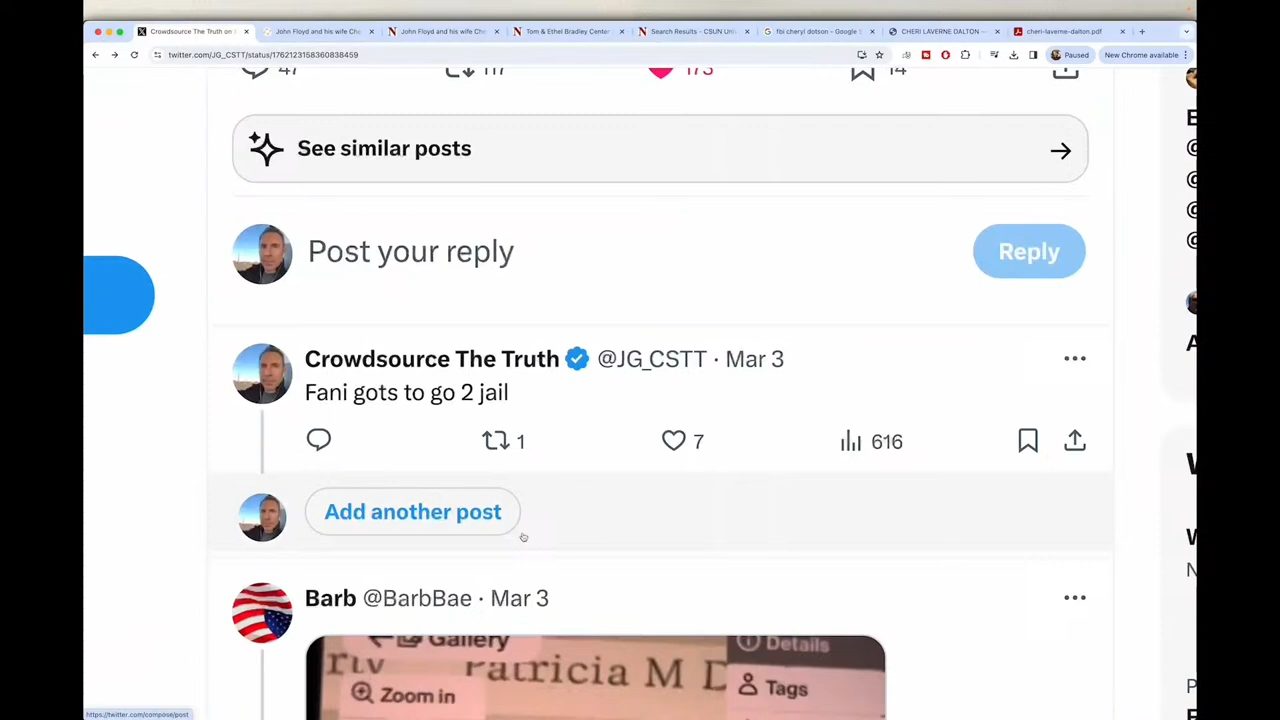 Crowdsource The Truth on
John Floyd and his wife Che
John Floyd and his wife Che
Tom & Ethel Bradley Center
Search Results - CSUN Uni
fbi cheryl dotson - Google S
CHERI LAVERNE DALTON —
cheri-laverne-dalton.pdf
twitter.com/JG_CSTT/status/1762123158360838459
Paused
New Chrome available
47
117
173
14
See similar posts
Post your reply
Reply
Crowdsource The Truth @JG_CSTT · Mar 3
Fani gots to go 2 jail
1
7
616
Add another post
Barb @BarbBae · Mar 3
Gallery
Details
Patricia M D
Tags
Zoom in
https://twitter.com/compose/post